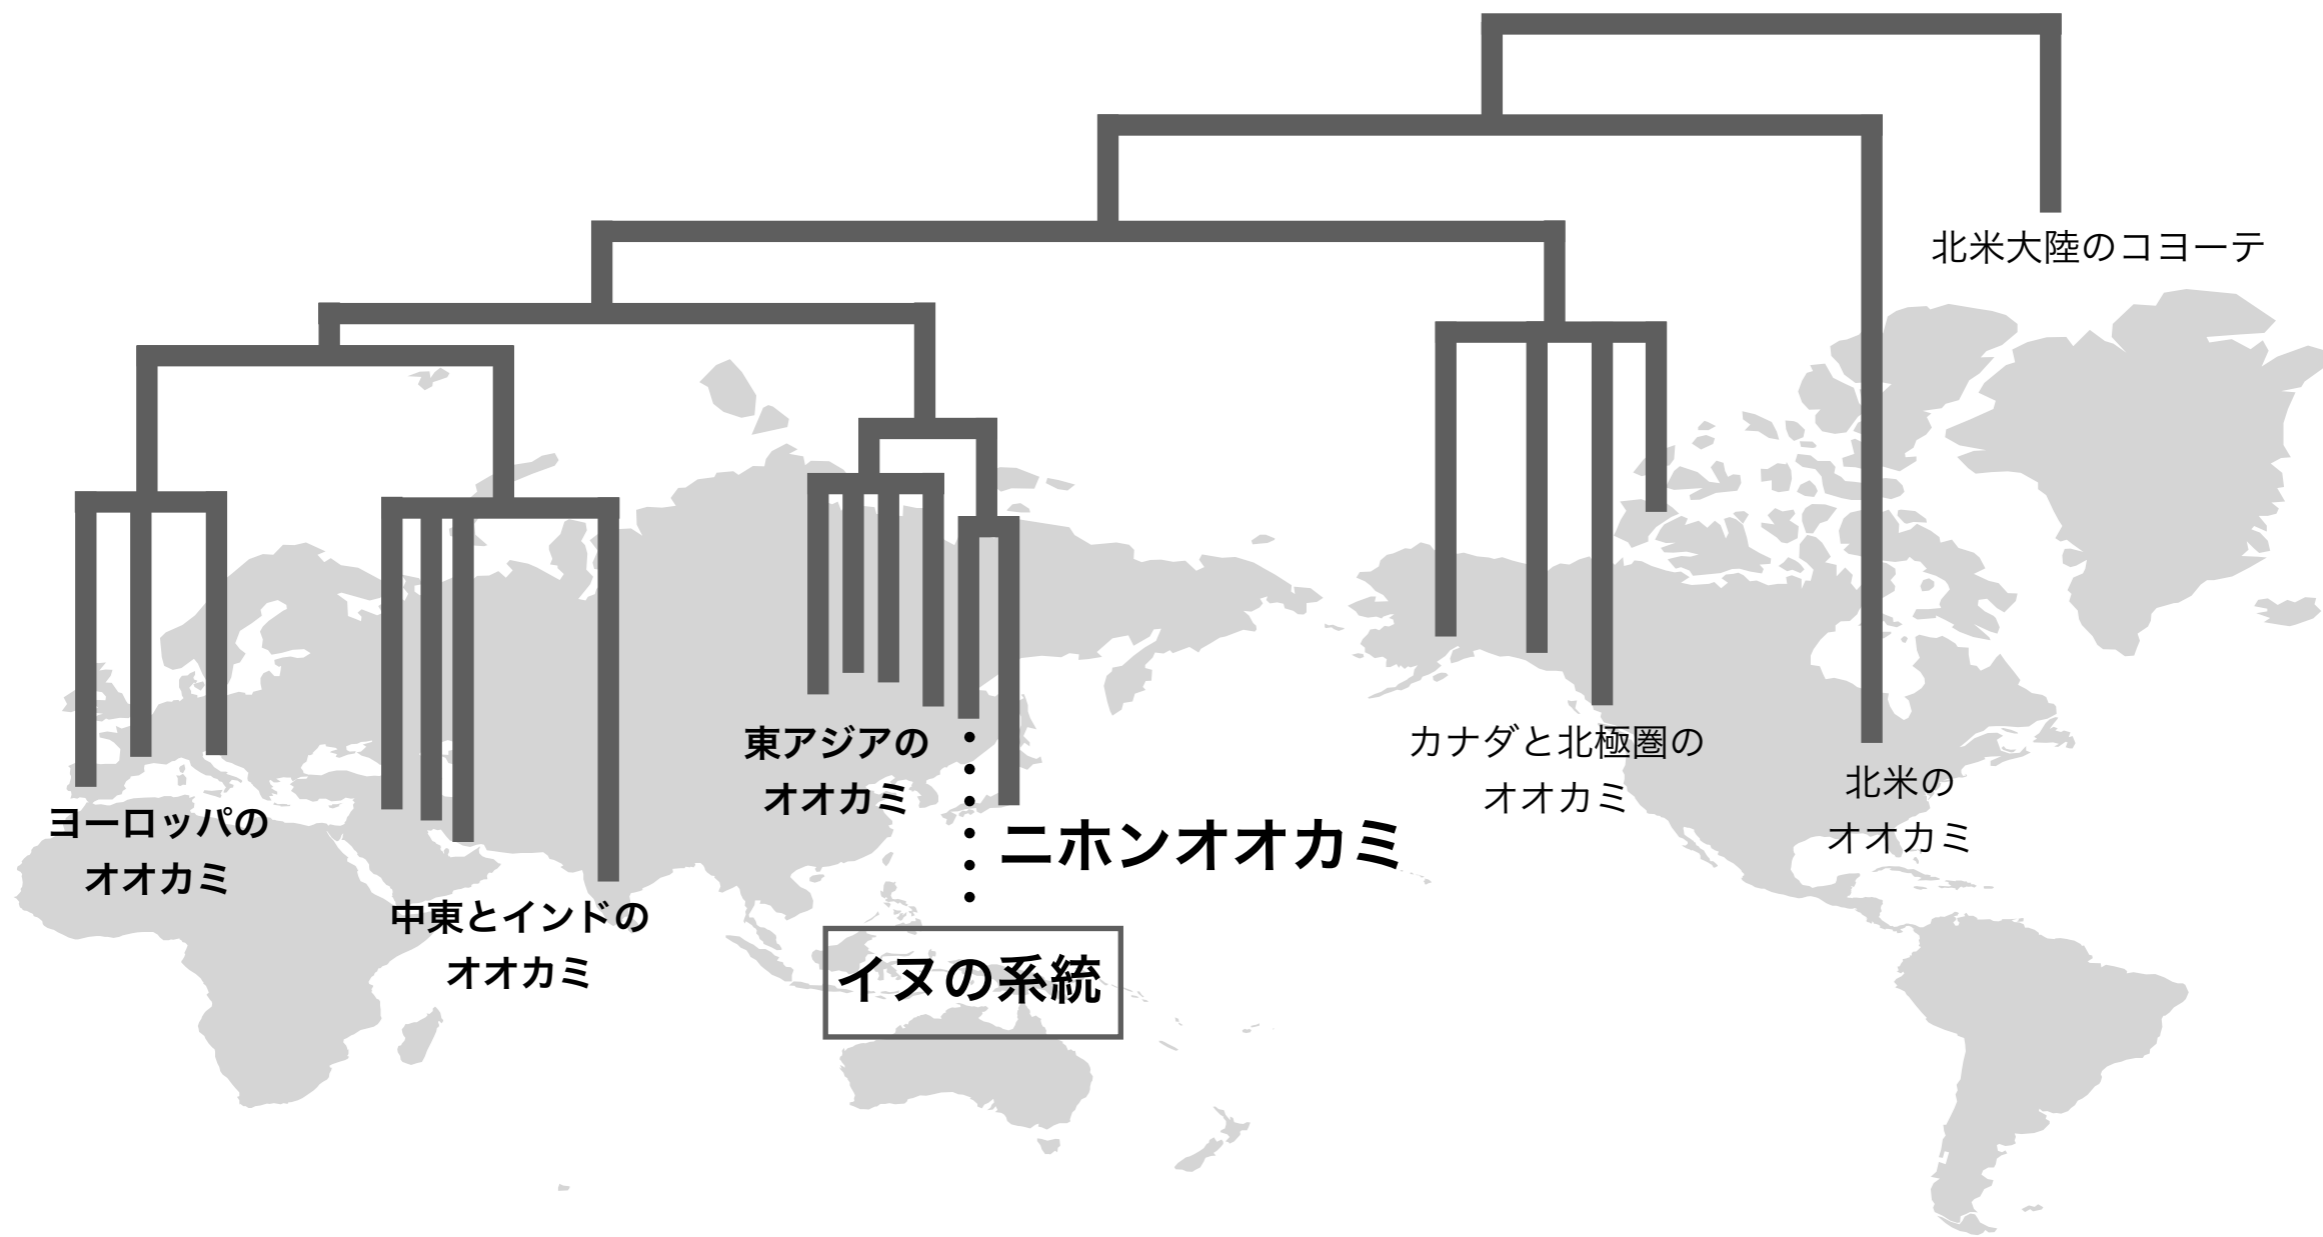 北米大陸のコヨーテ
東アジアの
オオカミ
カナダと北極圏の
オオカミ
北米の
オオカミ
ヨーロッパの
オオカミ
ニホンオオカミ
中東とインドの
オオカミ
イヌの系統